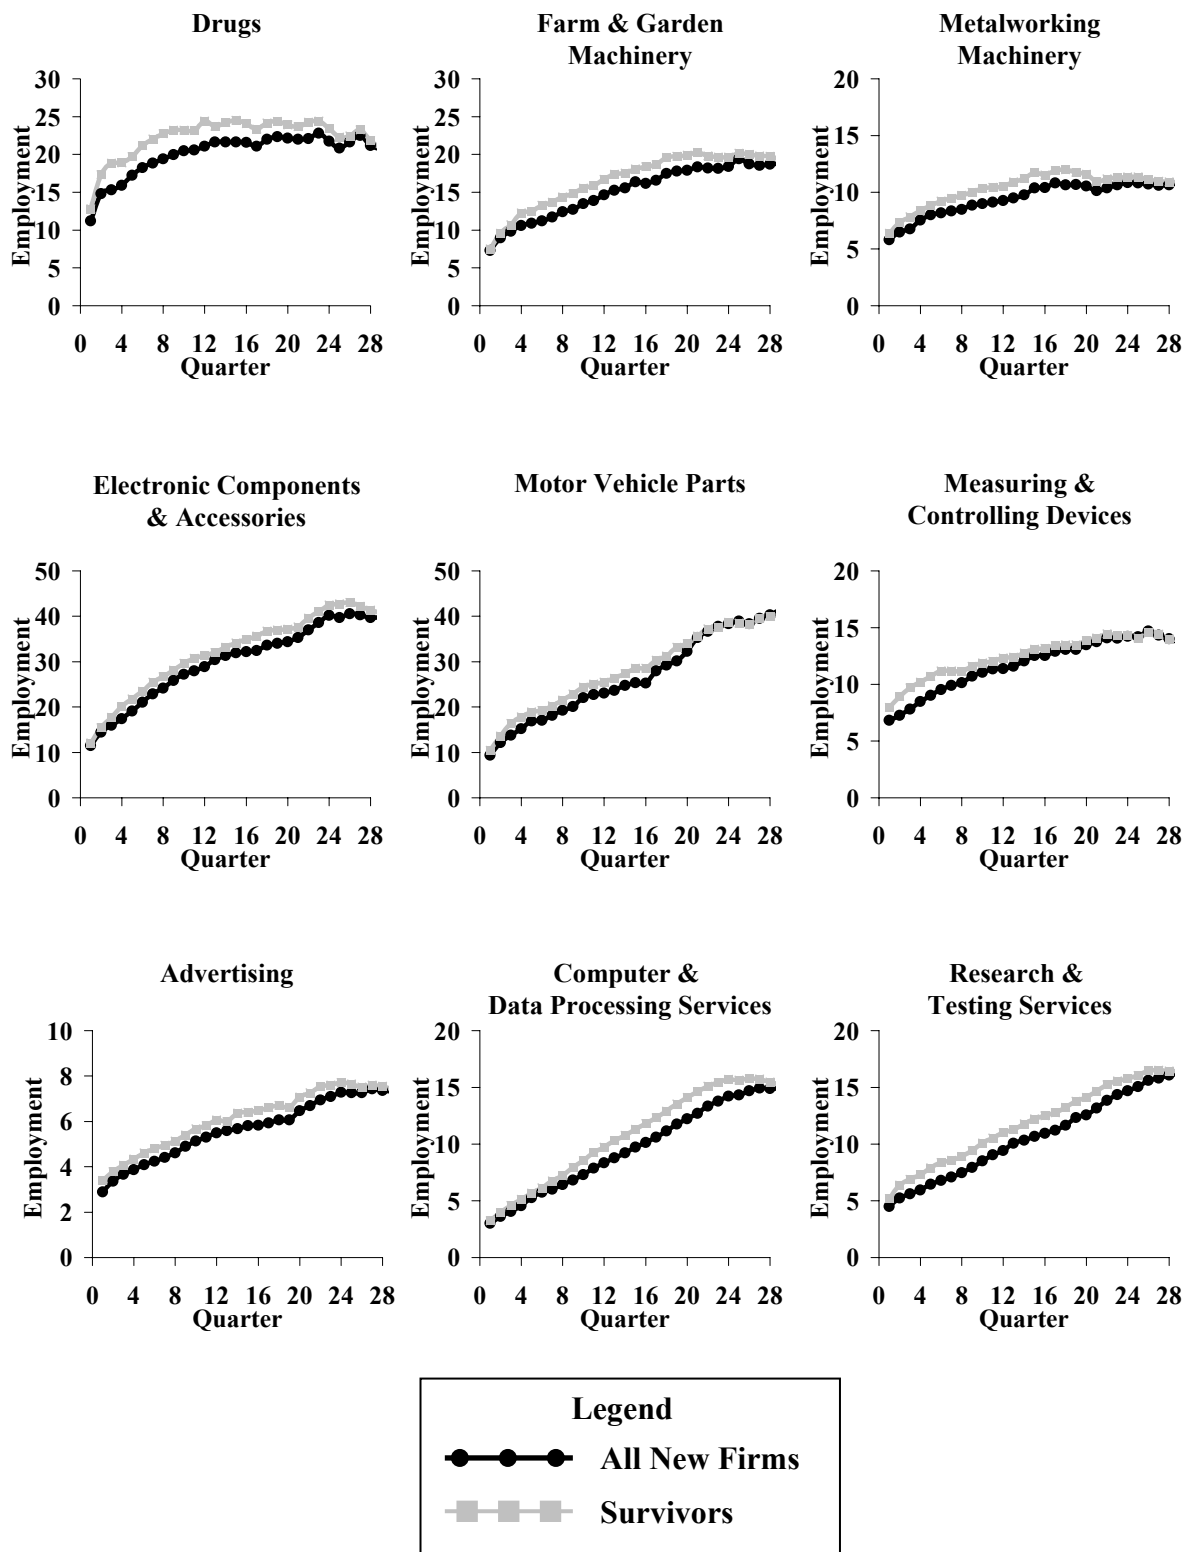 Drugs
Farm & Garden
Machinery
Metalworking
Machinery
Employment
30
25
20
15
10
5
0
0 4 8 12 16 20 24 28
Quarter
Employment
30
25
20
15
10
5
0
0 4 8 12 16 20 24 28
Quarter
Employment
20
15
10
5
0
0 4 8 12 16 20 24 28
Quarter
Electronic Components
& Accessories
Motor Vehicle Parts
Measuring &
Controlling Devices
Employment
50
40
30
20
10
0
0 4 8 12 16 20 24 28
Quarter
Employment
50
40
30
20
10
0
0 4 8 12 16 20 24 28
Quarter
Employment
20
15
10
5
0
0 4 8 12 16 20 24 28
Quarter
Advertising
Computer &
Data Processing Services
Research &
Testing Services
Employment
10
8
6
4
2
0
0 4 8 12 16 20 24 28
Quarter
Employment
20
15
10
5
0
0 4 8 12 16 20 24 28
Quarter
Employment
20
15
10
5
0
0 4 8 12 16 20 24 28
Quarter
Legend
All New Firms
Survivors